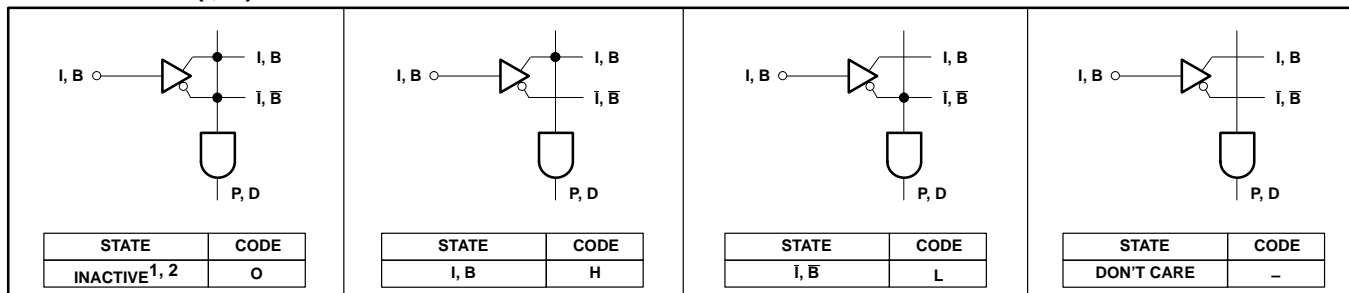 I, B
I, B
Ī, B̅
P, D
STATE CODE
INACTIVE1, 2 O
I, B
I, B
Ī, B̅
P, D
STATE CODE
I, B H
I, B
I, B
Ī, B̅
P, D
STATE CODE
Ī, B̅ L
I, B
I, B
Ī, B̅
P, D
STATE CODE
DON'T CARE –